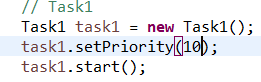 // Task1
Task1 task1 = new Task1();
task1.setPriority(10);
task1.start();